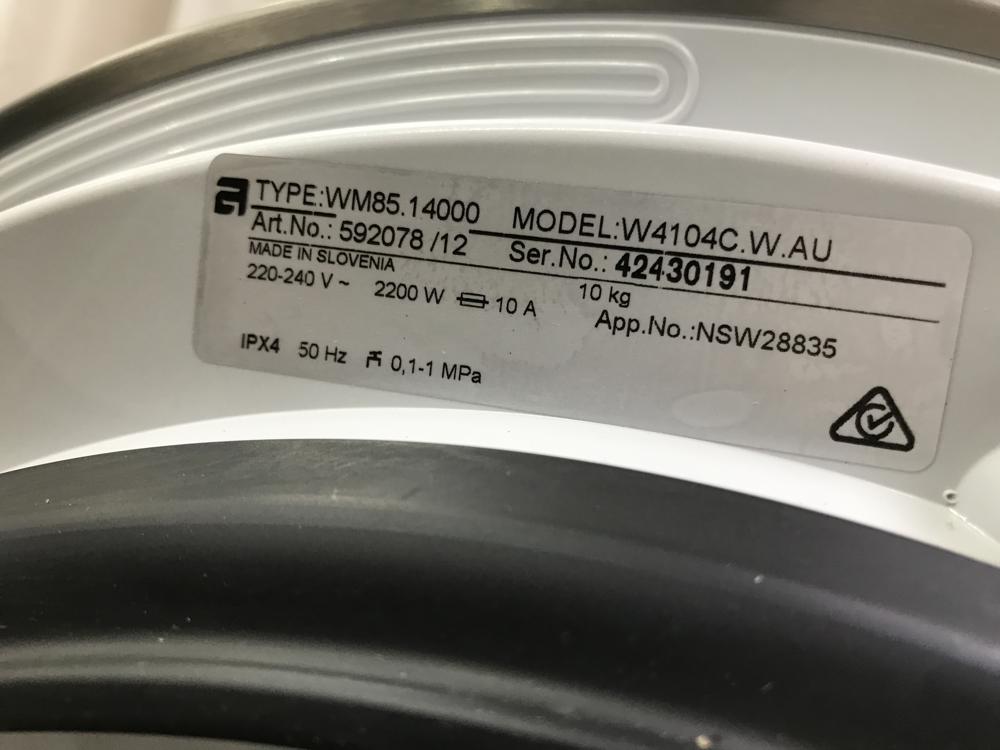 TYPE:WM85.14000 MODEL:W4104C.W.AU
Art.No.: 592078 /12 Ser.No.: 42430191
MADE IN SLOVENIA
220-240 V ~ 2200 W 10 A 10 kg
App.No.:NSW28835
IPX4 50 Hz 0,1-1 MPa